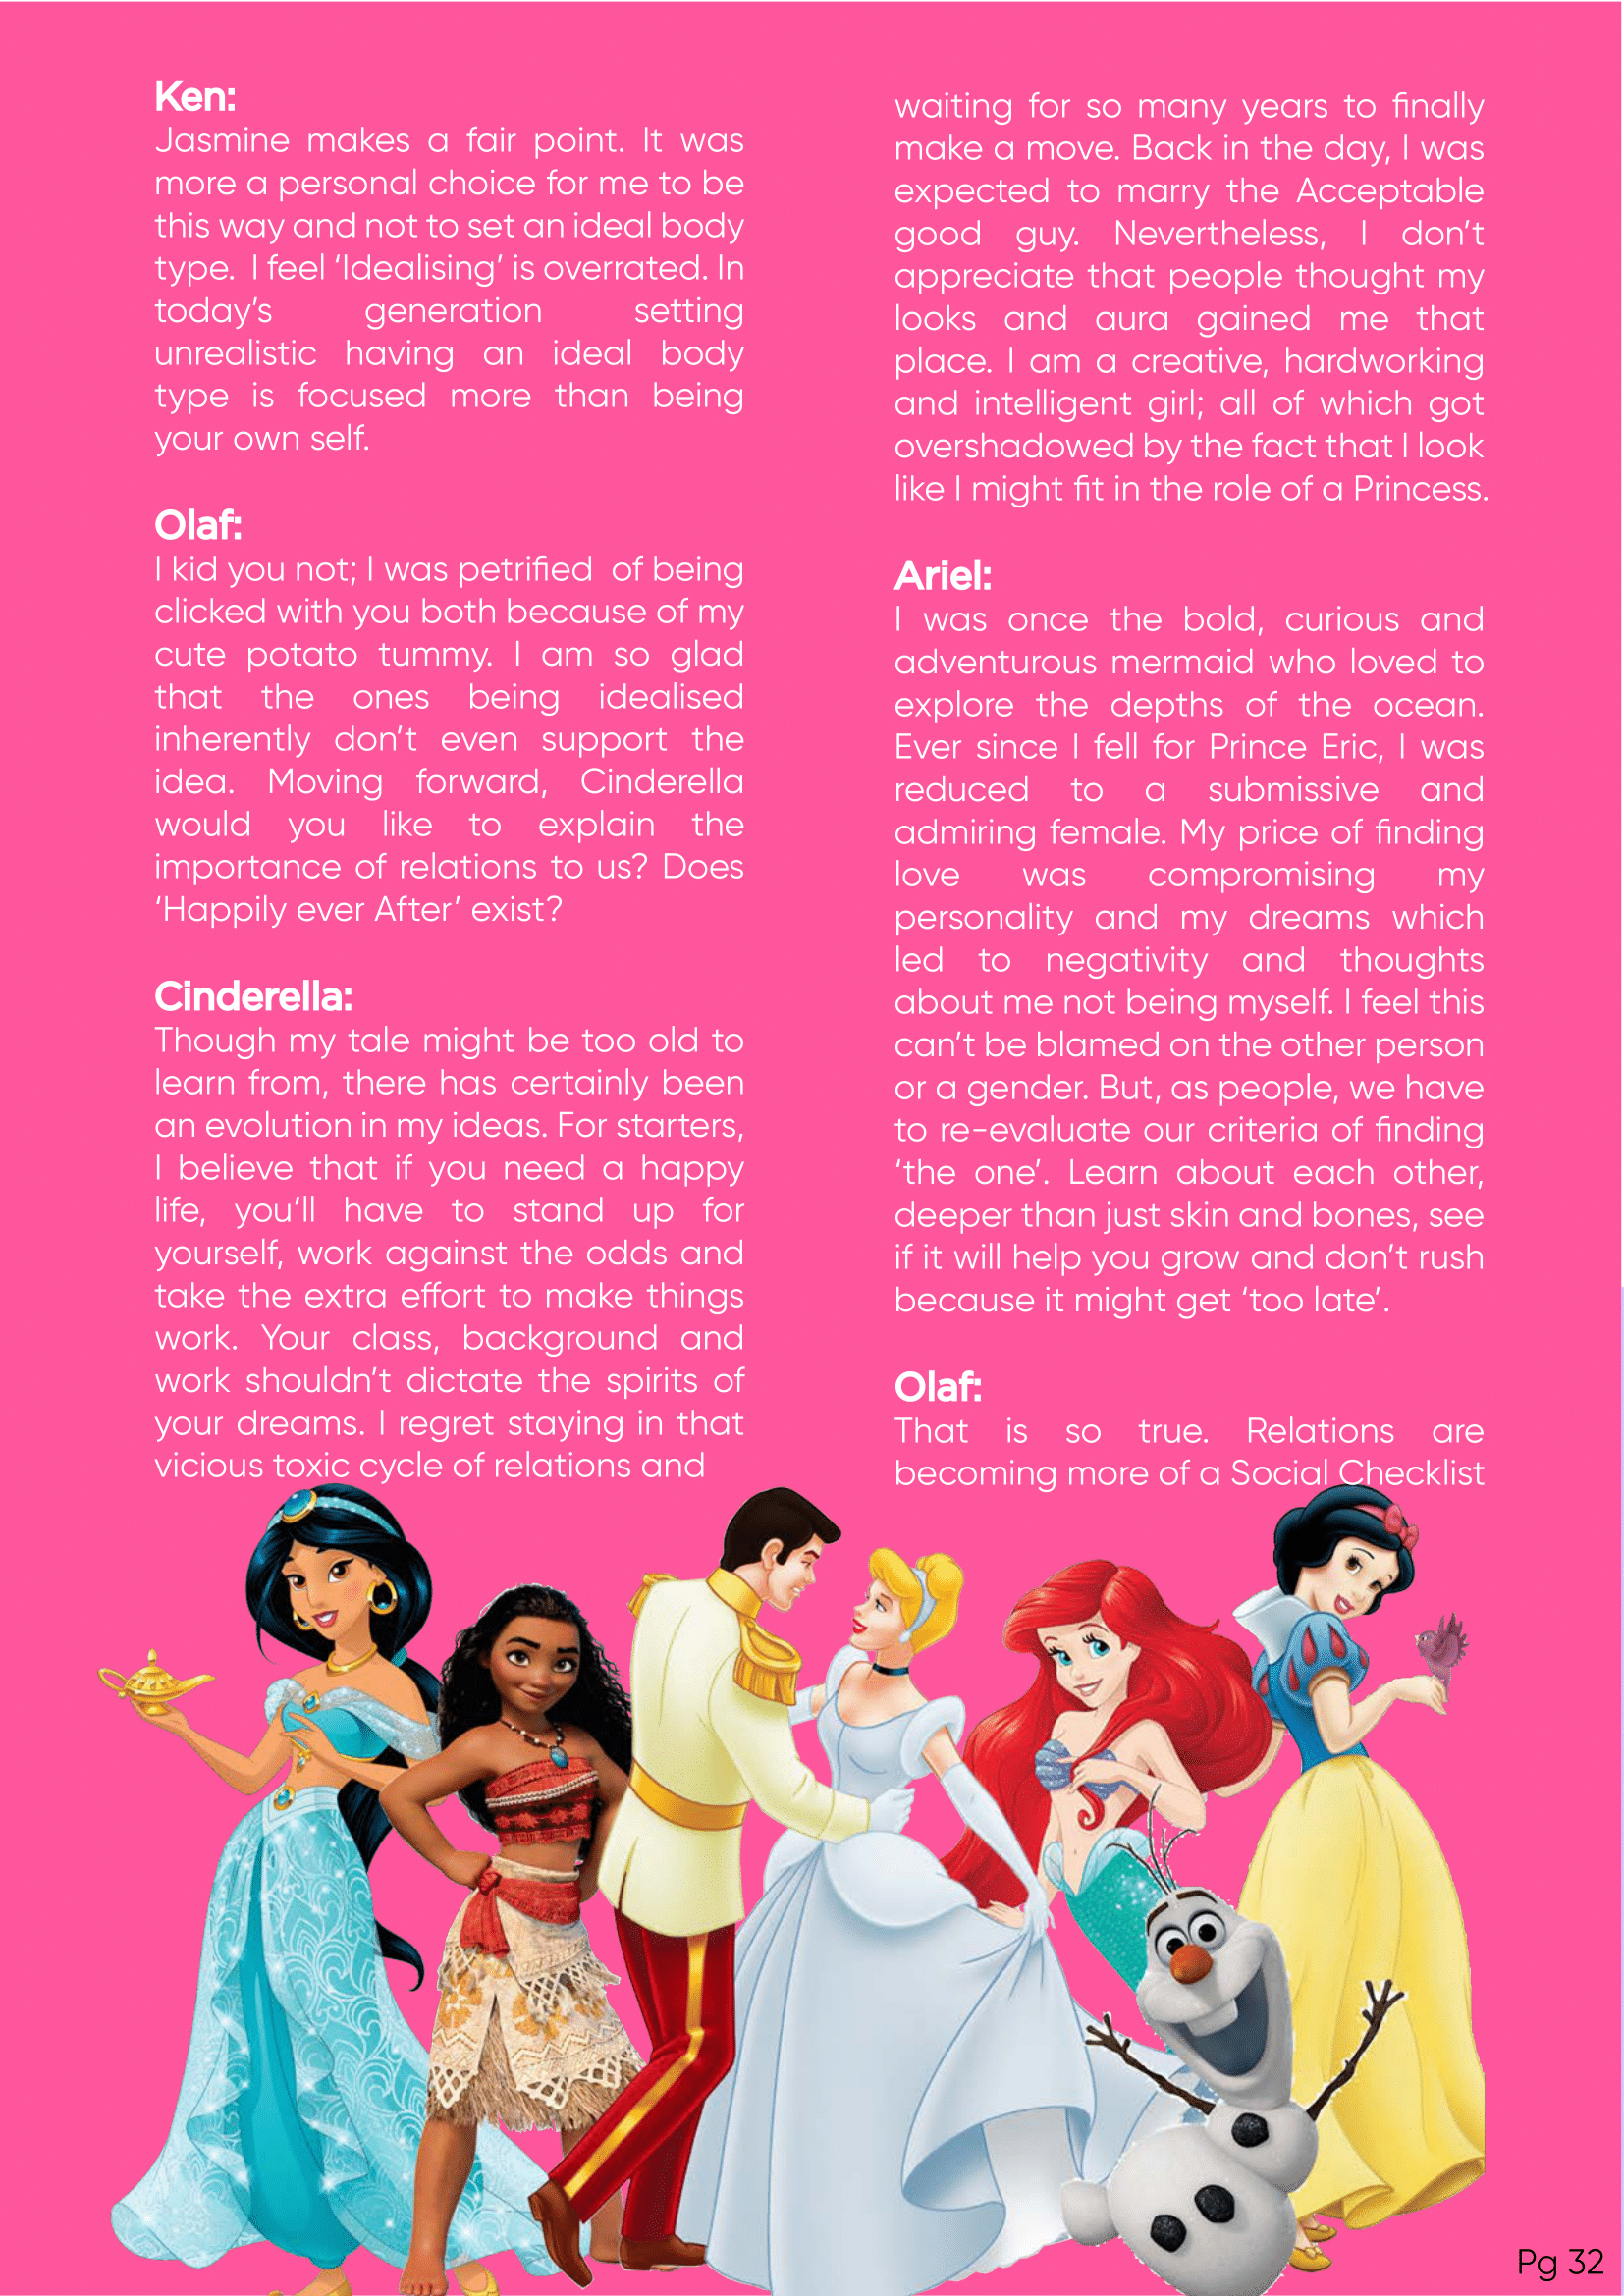 Ken:
Jasmine makes a fair point. It was
more a personal choice for me to be
this way and not to set an ideal body
type. I feel ‘Idealising’ is overrated. In
today’s generation setting
unrealistic having an ideal body
type is focused more than being
your own self.
Olaf:
I kid you not; I was petrified of being
clicked with you both because of my
cute potato tummy. I am so glad
that the ones being idealised
inherently don’t even support the
idea. Moving forward, Cinderella
would you like to explain the
importance of relations to us? Does
‘Happily ever After’ exist?
Cinderella:
Though my tale might be too old to
learn from, there has certainly been
an evolution in my ideas. For starters,
I believe that if you need a happy
life, you’ll have to stand up for
yourself, work against the odds and
take the extra effort to make things
work. Your class, background and
work shouldn’t dictate the spirits of
your dreams. I regret staying in that
vicious toxic cycle of relations and
waiting for so many years to finally
make a move. Back in the day, I was
expected to marry the Acceptable
good guy. Nevertheless, I don’t
appreciate that people thought my
looks and aura gained me that
place. I am a creative, hardworking
and intelligent girl; all of which got
overshadowed by the fact that I look
like I might fit in the role of a Princess.
Ariel:
I was once the bold, curious and
adventurous mermaid who loved to
explore the depths of the ocean.
Ever since I fell for Prince Eric, I was
reduced to a submissive and
admiring female. My price of finding
love was compromising my
personality and my dreams which
led to negativity and thoughts
about me not being myself. I feel this
can’t be blamed on the other person
or a gender. But, as people, we have
to re-evaluate our criteria of finding
‘the one’. Learn about each other,
deeper than just skin and bones, see
if it will help you grow and don’t rush
because it might get ‘too late’.
Olaf:
That is so true. Relations are
becoming more of a Social Checklist
Pg 32